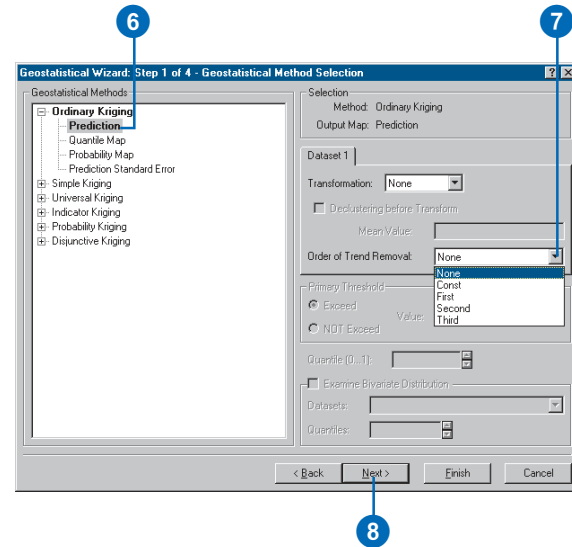 6
7
Geostatistical Wizard: Step 1 of 4 - Geostatistical Method Selection
Geostatistical Methods
Ordinary Kriging
Prediction
Quantile Map
Probability Map
Prediction Standard Error
Simple Kriging
Universal Kriging
Indicator Kriging
Probability Kriging
Disjunctive Kriging
Selection
Method: Ordinary Kriging
Output Map: Prediction
Dataset 1
Transformation: None
Declustering before Transform
Mean Value:
Order of Trend Removal: None
None
Const
First
Second
Third
Primary Threshold
Exceed
Value:
NOT Exceed
Quantile (0...1):
Examine Bivariate Distribution
Datasets:
Quantiles:
< Back
Next >
Finish
Cancel
8